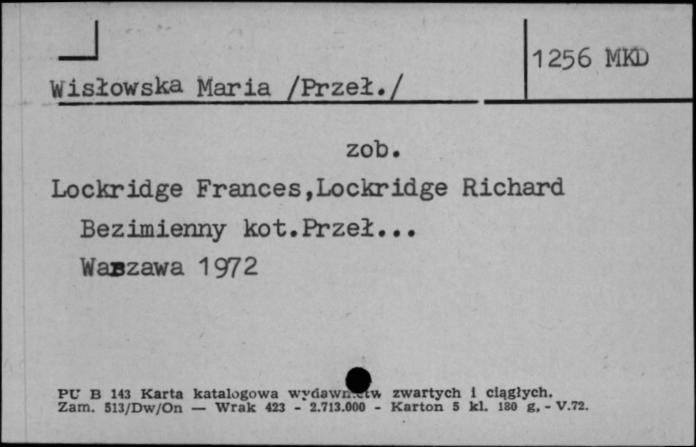 1256 MKD
Wisłowska Maria /Przeł./
zob.
Lockridge Frances,Lockridge Richard
Bezimienny kot.Przeł...
Waszawa 1972
PU B 143 Karta katalogowa wydawnictw zwartych i ciągłych.
Zam. 513/Dw/On — Wrak 423 - 2.713.000 - Karton 5 kl. 180 g, - V.72.